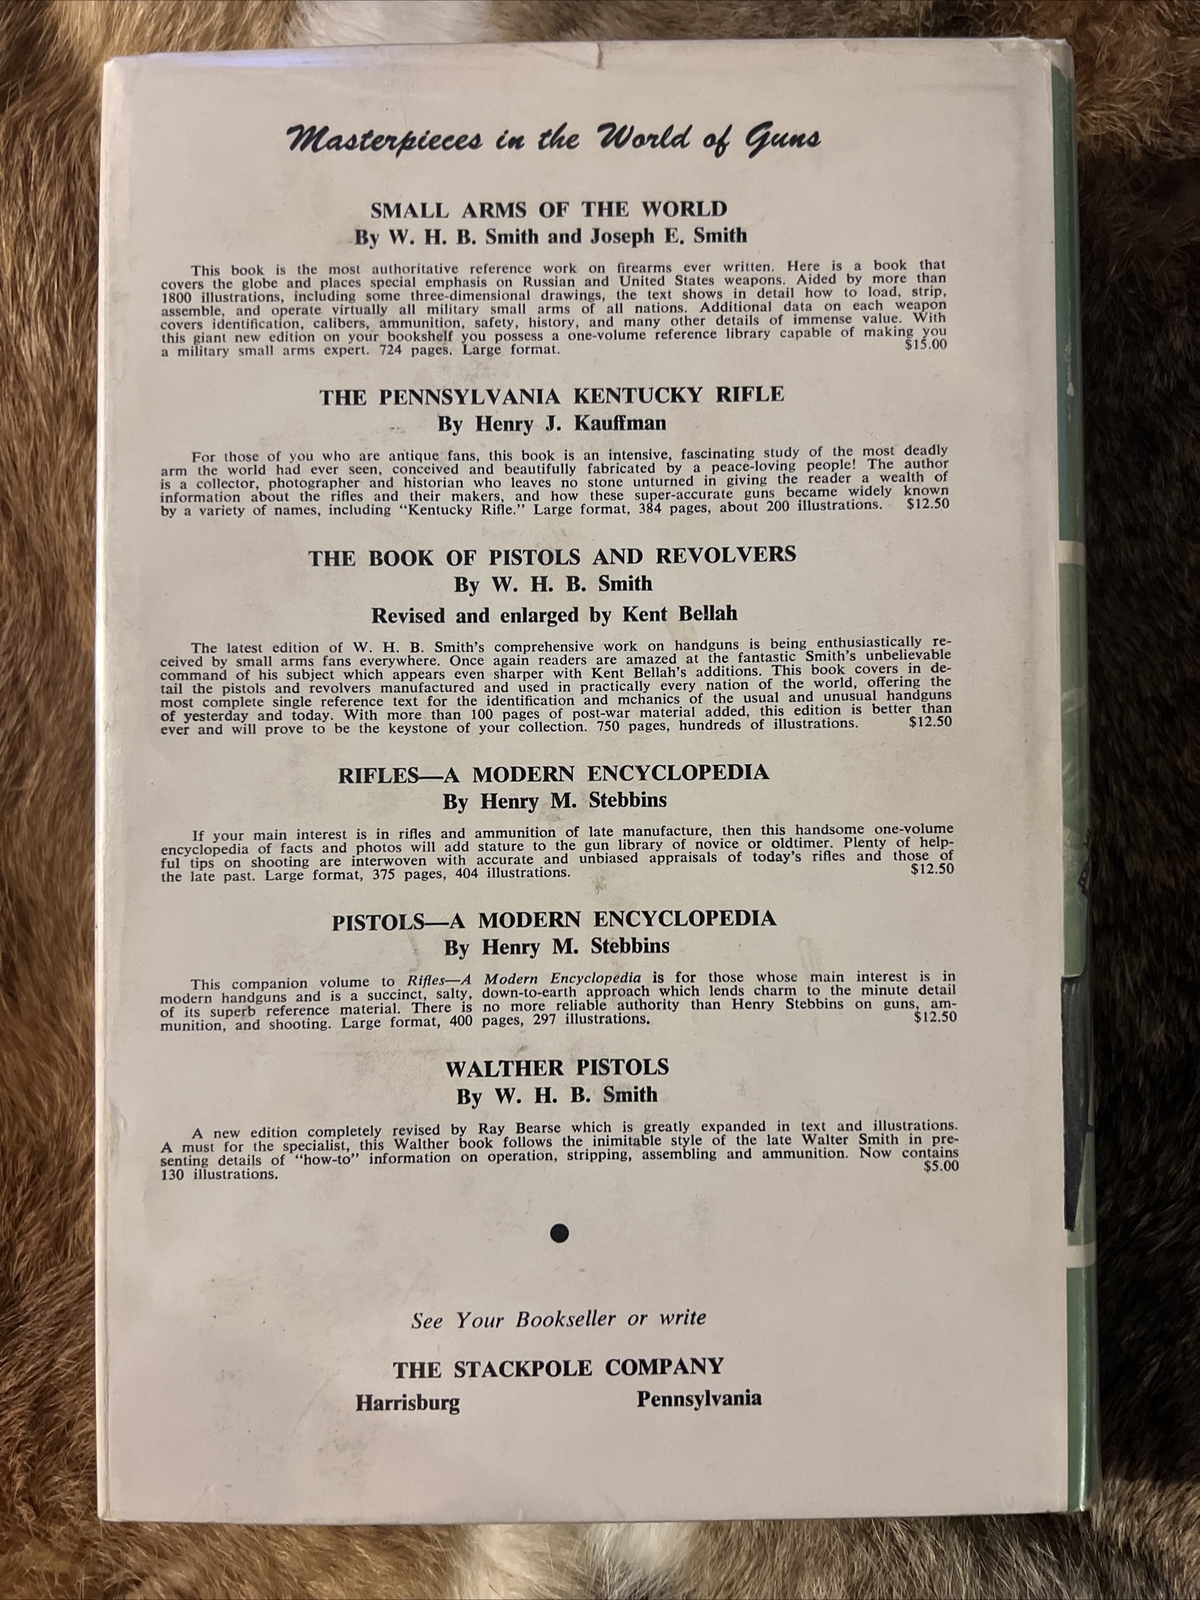 Masterpieces in the World of Guns
SMALL ARMS OF THE WORLD
By W. H. B. Smith and Joseph E. Smith
This book is the most authoritative reference work on firearms ever written. Here is a book that
covers the globe and places special emphasis on Russian and United States weapons. Aided by more than
1800 illustrations, including some three-dimensional drawings, the text shows in detail how to load, strip,
assemble, and operate virtually all military small arms of all nations. Additional data on each weapon
covers identification, calibers, ammunition, safety, history, and many other details of immense value. With
this giant new edition on your bookshelf you possess a one-volume reference library capable of making you
a military small arms expert. 724 pages. Large format. $15.00
THE PENNSYLVANIA KENTUCKY RIFLE
By Henry J. Kauffman
For those of you who are antique fans, this book is an intensive, fascinating study of the most deadly
arm the world had ever seen, conceived and beautifully fabricated by a peace-loving people! The author
is a collector, photographer and historian who leaves no stone unturned in giving the reader a wealth of
information about the rifles and their makers, and how these super-accurate guns became widely known
by a variety of names, including "Kentucky Rifle." Large format, 384 pages, about 200 illustrations. $12.50
THE BOOK OF PISTOLS AND REVOLVERS
By W. H. B. Smith
Revised and enlarged by Kent Bellah
The latest edition of W. H. B. Smith's comprehensive work on handguns is being enthusiastically re-
ceived by small arms fans everywhere. Once again readers are amazed at the fantastic Smith's unbelievable
command of his subject which appears even sharper with Kent Bellah's additions. This book covers in de-
tail the pistols and revolvers manufactured and used in practically every nation of the world, offering the
most complete single reference text for the identification and mchanics of the usual and unusual handguns
of yesterday and today. With more than 100 pages of post-war material added, this edition is better than
ever and will prove to be the keystone of your collection. 750 pages, hundreds of illustrations. $12.50
RIFLES—A MODERN ENCYCLOPEDIA
By Henry M. Stebbins
If your main interest is in rifles and ammunition of late manufacture, then this handsome one-volume
encyclopedia of facts and photos will add stature to the gun library of novice or oldtimer. Plenty of help-
ful tips on shooting are interwoven with accurate and unbiased appraisals of today's rifles and those of
the late past. Large format, 375 pages, 404 illustrations. $12.50
PISTOLS—A MODERN ENCYCLOPEDIA
By Henry M. Stebbins
This companion volume to Rifles—A Modern Encyclopedia is for those whose main interest is in
modern handguns and is a succinct, salty, down-to-earth approach which lends charm to the minute detail
of its superb reference material. There is no more reliable authority than Henry Stebbins on guns, am-
munition, and shooting. Large format, 400 pages, 297 illustrations. $12.50
WALTHER PISTOLS
By W. H. B. Smith
A new edition completely revised by Ray Bearse which is greatly expanded in text and illustrations.
A must for the specialist, this Walther book follows the inimitable style of the late Walter Smith in pre-
senting details of "how-to" information on operation, stripping, assembling and ammunition. Now contains
130 illustrations. $5.00
See Your Bookseller or write
THE STACKPOLE COMPANY
Harrisburg Pennsylvania